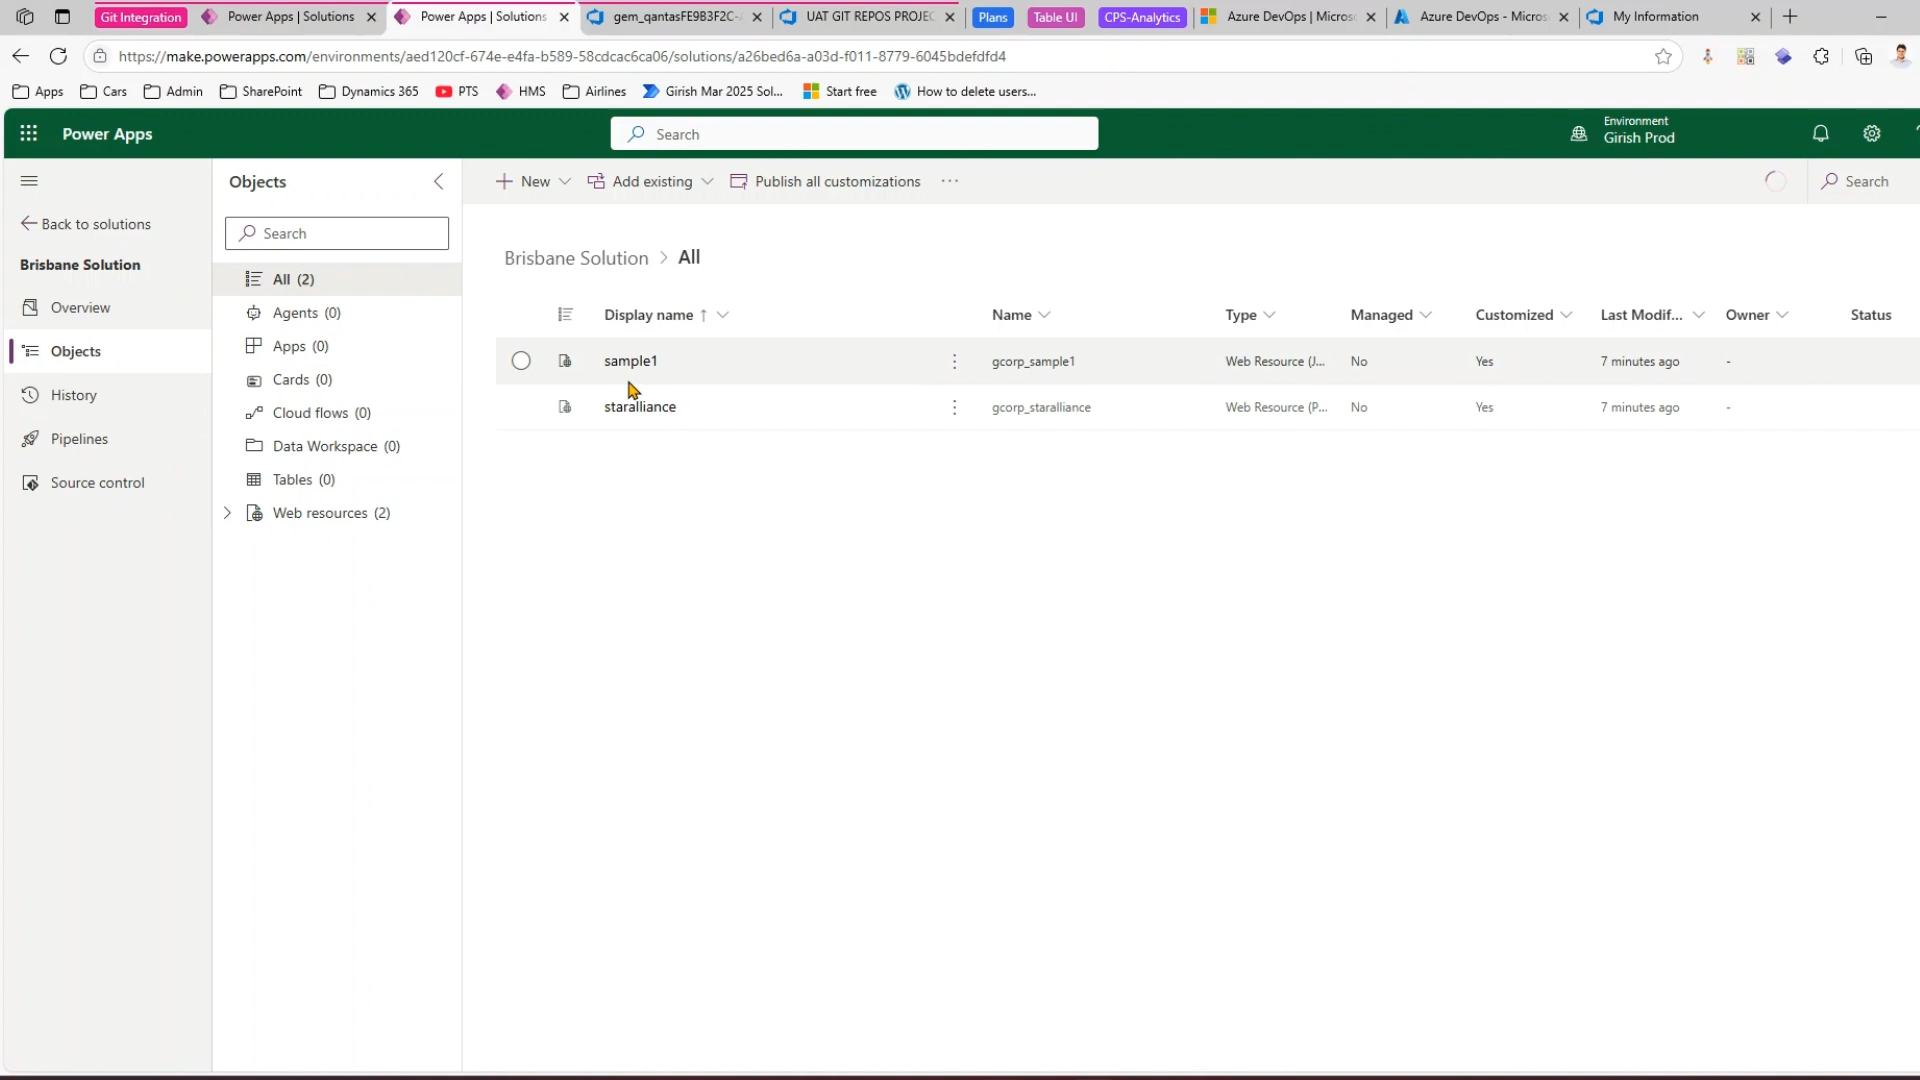 Git Integration
Power Apps | Solutions
Power Apps | Solutions
gem_qantasFE9B3F2C-
UAT GIT REPOS PROJEC
Plans
Table UI
CPS-Analytics
Azure DevOps | Micros
Azure DevOps - Micros
My Information
https://make.powerapps.com/environments/aed120cf-674e-e4fa-b589-58cdcac6ca06/solutions/a26bed6a-a03d-f011-8779-6045bdefdfd4
Apps
Cars
Admin
SharePoint
Dynamics 365
PTS
HMS
Airlines
Girish Mar 2025 Sol...
Start free
How to delete users...
Power Apps
Search
Environment
Girish Prod
Back to solutions
Brisbane Solution
Overview
Objects
History
Pipelines
Source control
Objects
Search
All (2)
Agents (0)
Apps (0)
Cards (0)
Cloud flows (0)
Data Workspace (0)
Tables (0)
Web resources (2)
New
Add existing
Publish all customizations
Search
Brisbane Solution > All
Display name ↑ Name Type Managed Customized Last Modif... Owner Status
sample1 gcorp_sample1 Web Resource (J... No Yes 7 minutes ago -
staralliance gcorp_staralliance Web Resource (P... No Yes 7 minutes ago -